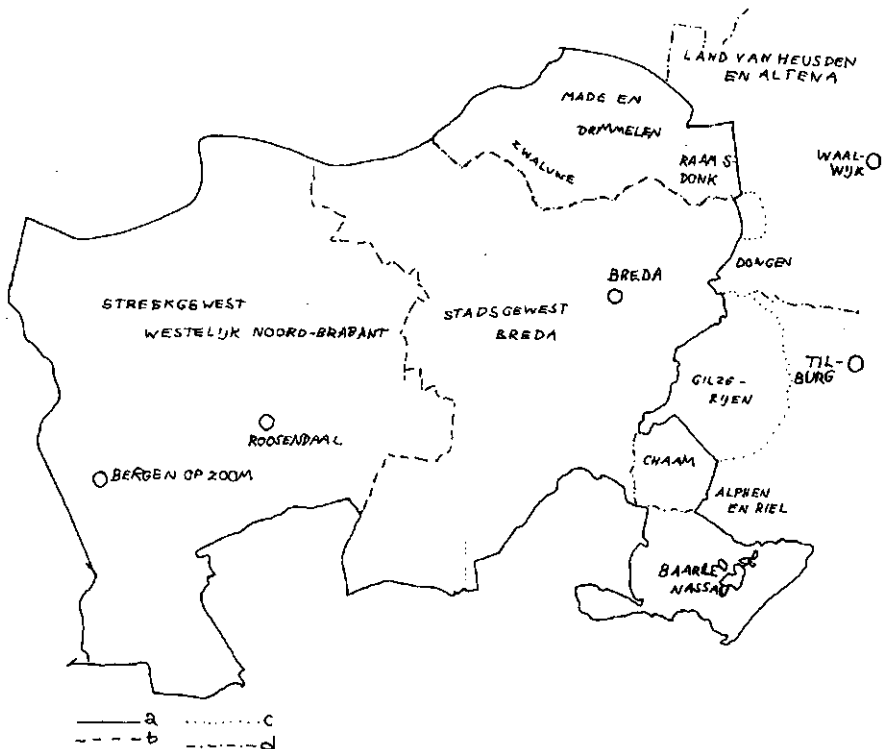 LAND VAN HEUSDEN
EN ALTENA
MADE EN
DRIMMELEN
ZWALUWE
RAAMS-
DONK
WAAL-
WIJK
DONGEN
BREDA
STREEKGEWEST
WESTELIJK NOORD-BRABANT
STADSGEWEST
BREDA
TIL-
BURG
GILZE-
RIJEN
ROOSENDAAL
BERGEN OP ZOOM
CHAAM
ALPHEN
EN RIEL
BAARLE
NASSAU
a
c
b
d